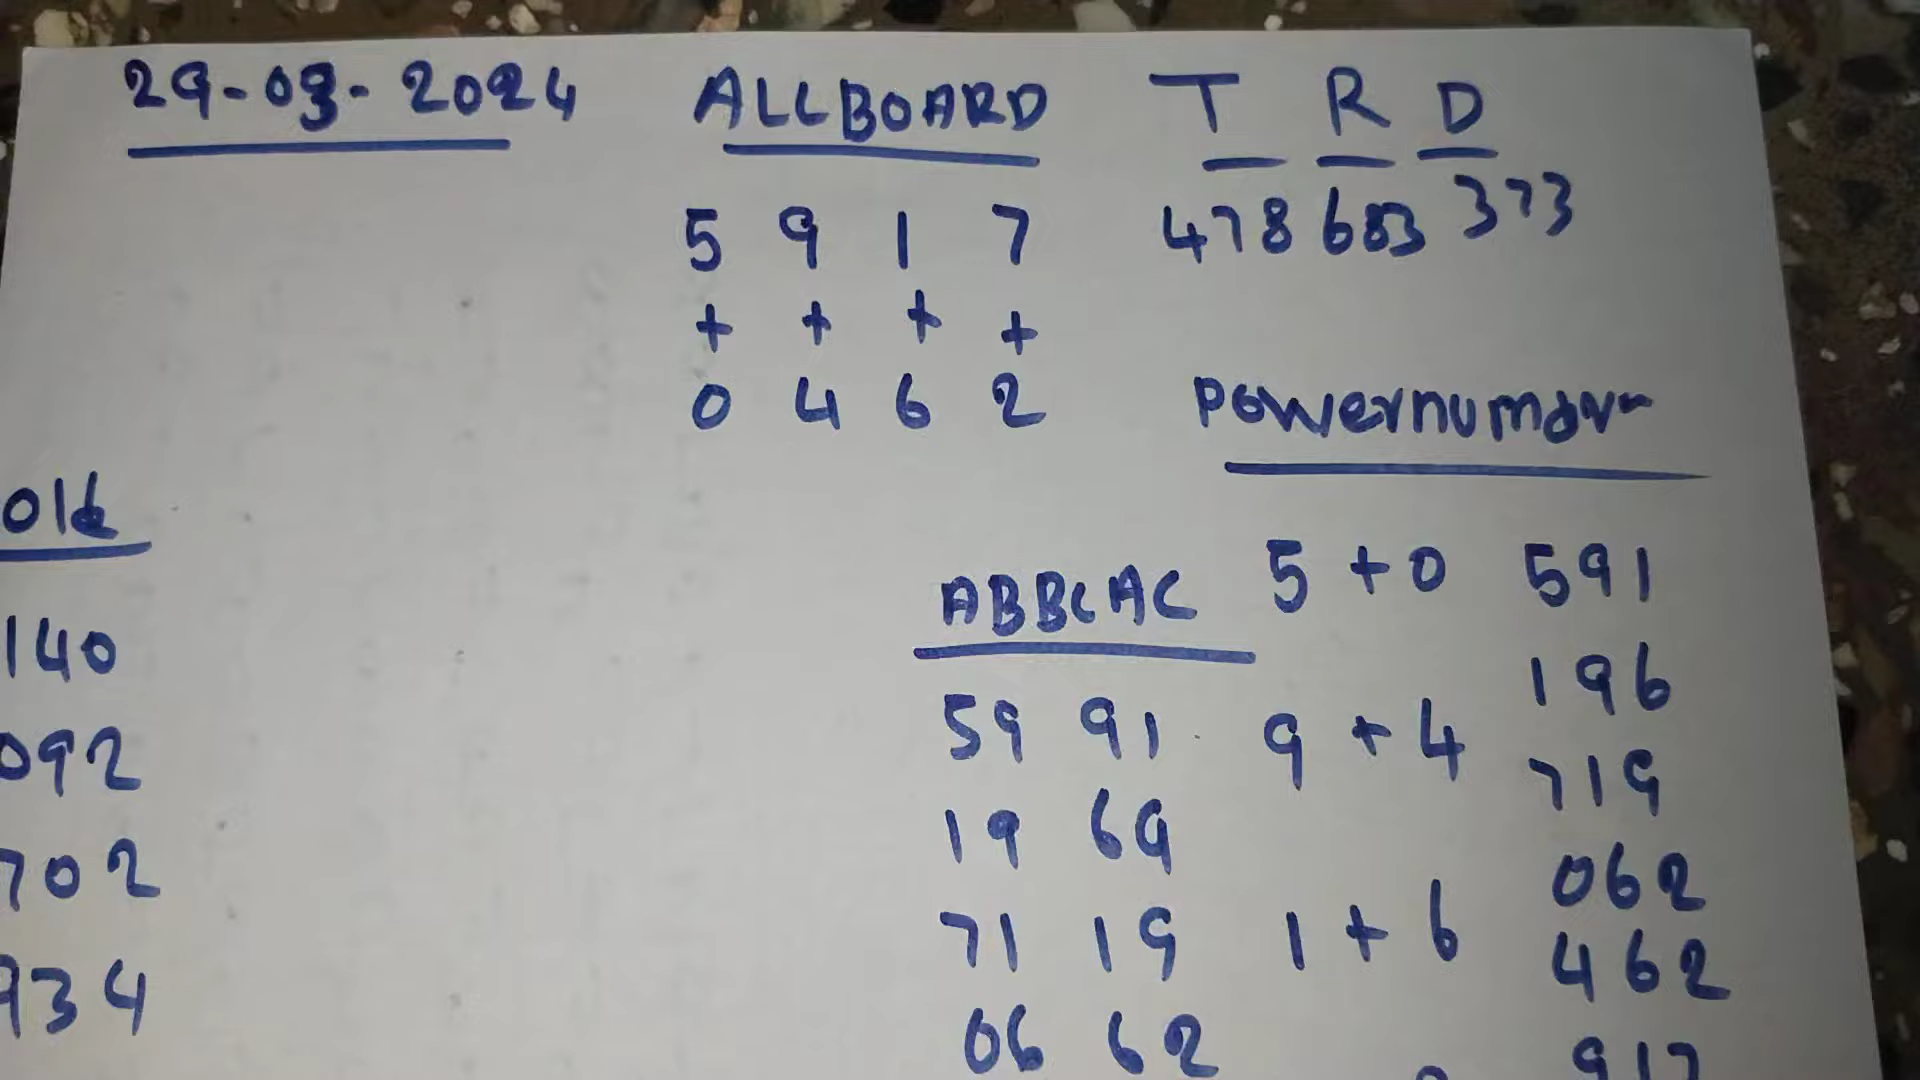 29-03-2024 ALLBOARD T R D
5 9 1 7 478 683 373
+ + + +
0 4 6 2
Powernumar
old
5+0 591
ABBCAC
140 196
59 91 9+4
092 719
19 69
702 062
71 19 1+6
934 462
06 62
917